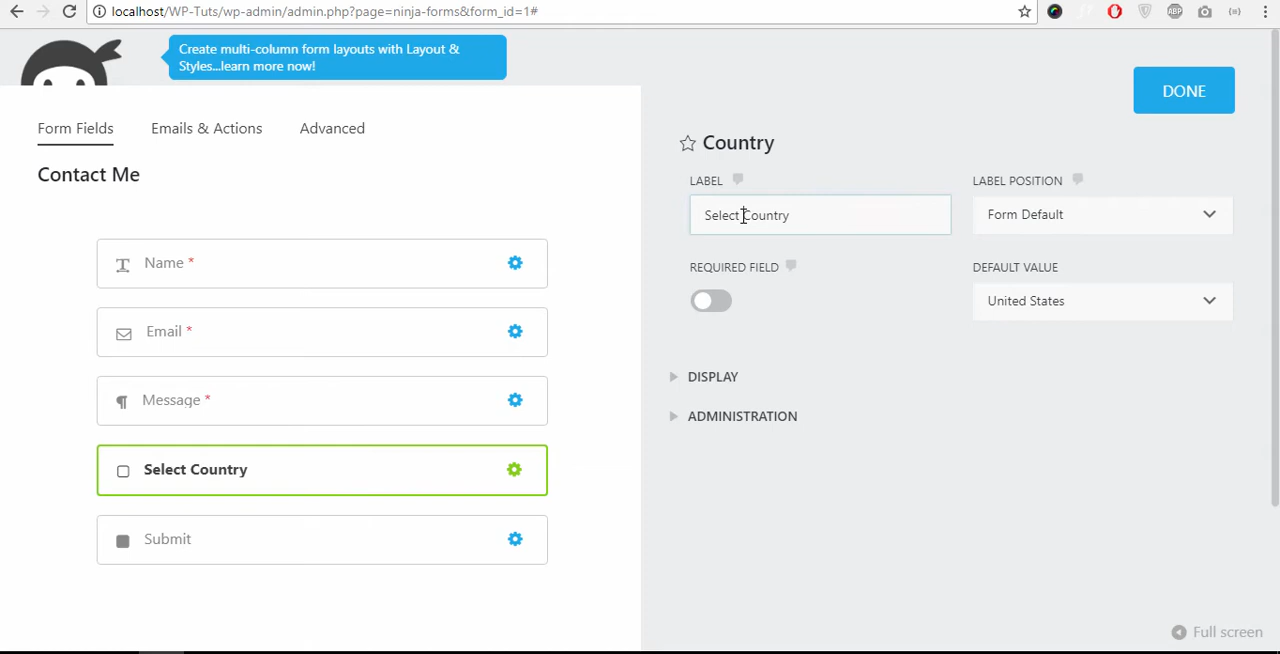 localhost/WP-Tuts/wp-admin/admin.php?page=ninja-forms&form_id=1#
ABP
Create multi-column form layouts with Layout &
Styles...learn more now!
DONE
Form Fields
Emails & Actions
Advanced
Contact Me
Name *
Email *
Message *
Select Country
Submit
Country
LABEL
LABEL POSITION
Select Country
Form Default
REQUIRED FIELD
DEFAULT VALUE
United States
DISPLAY
ADMINISTRATION
Full screen